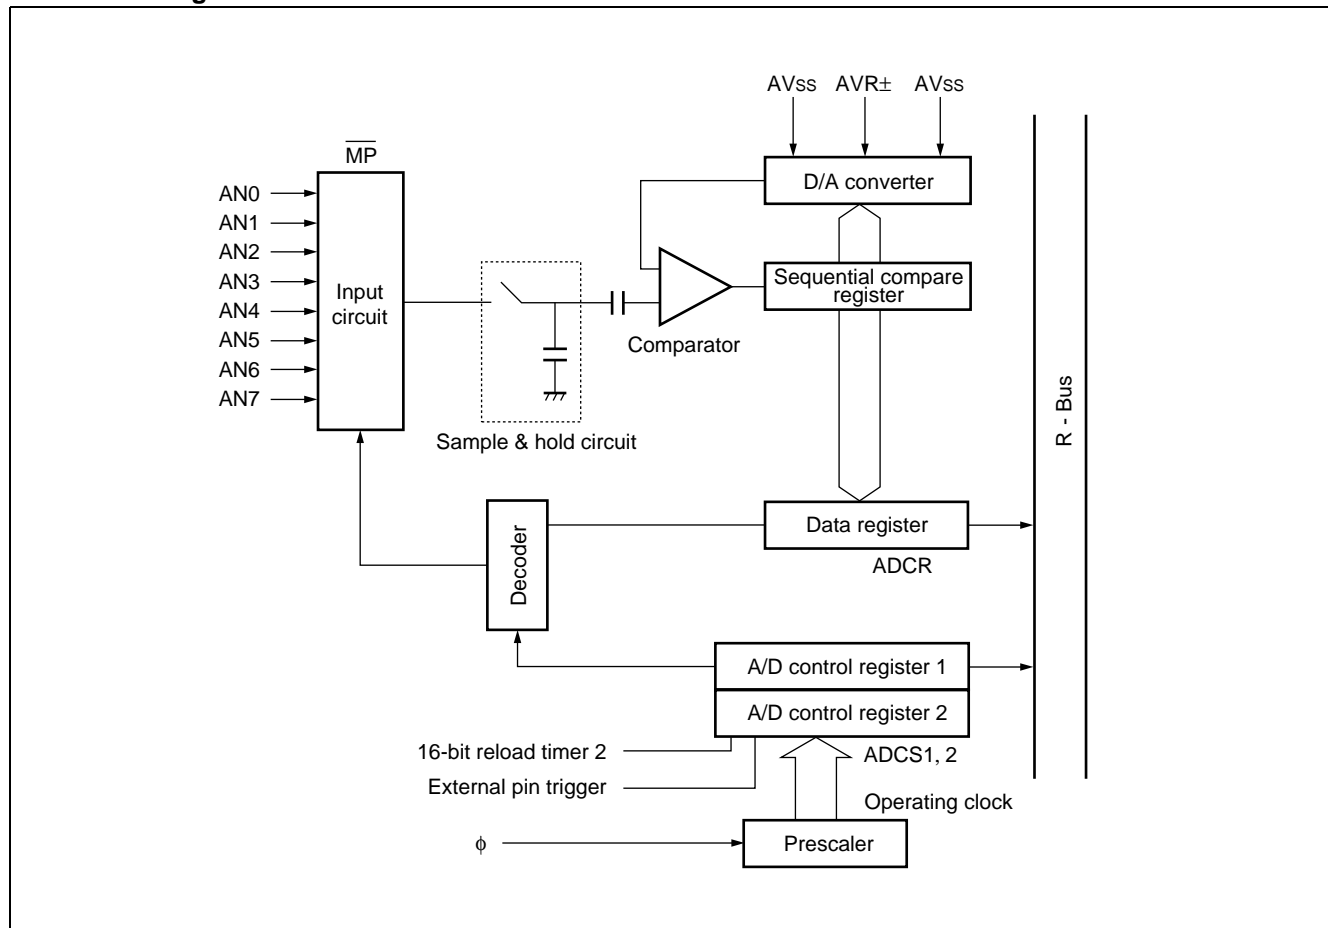 AVss AVR± AVss
MP
D/A converter
AN0
AN1
AN2
AN3
AN4
AN5
AN6
AN7
Input
circuit
Sequential compare
register
Comparator
Sample & hold circuit
R - Bus
Decoder
Data register
ADCR
A/D control register 1
A/D control register 2
16-bit reload timer 2
ADCS1, 2
External pin trigger
Operating clock
ϕ
Prescaler